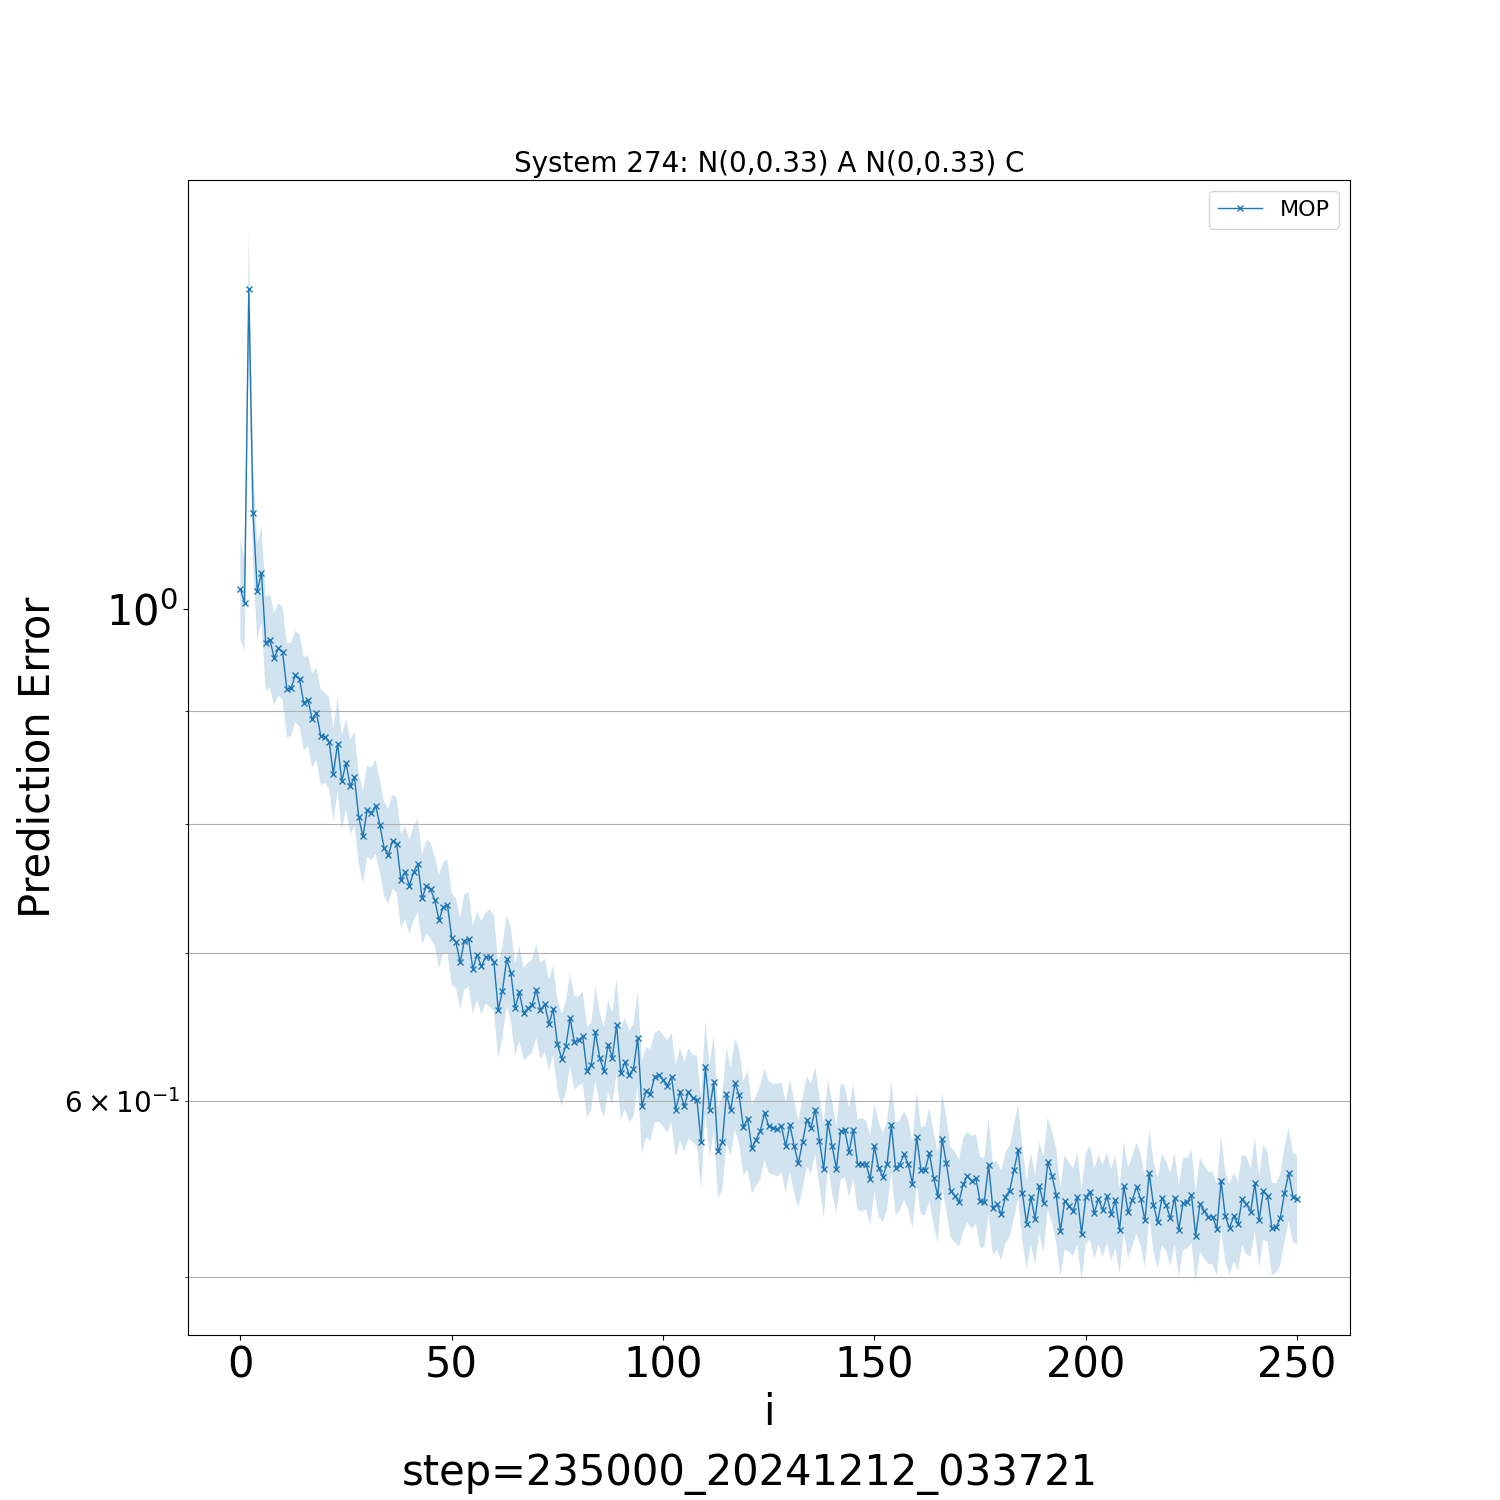 System 274: N(0,0.33) A N(0,0.33) C
MOP
Prediction Error
10⁰
6 × 10⁻¹
0 50 100 150 200 250
i
step=235000_20241212_033721